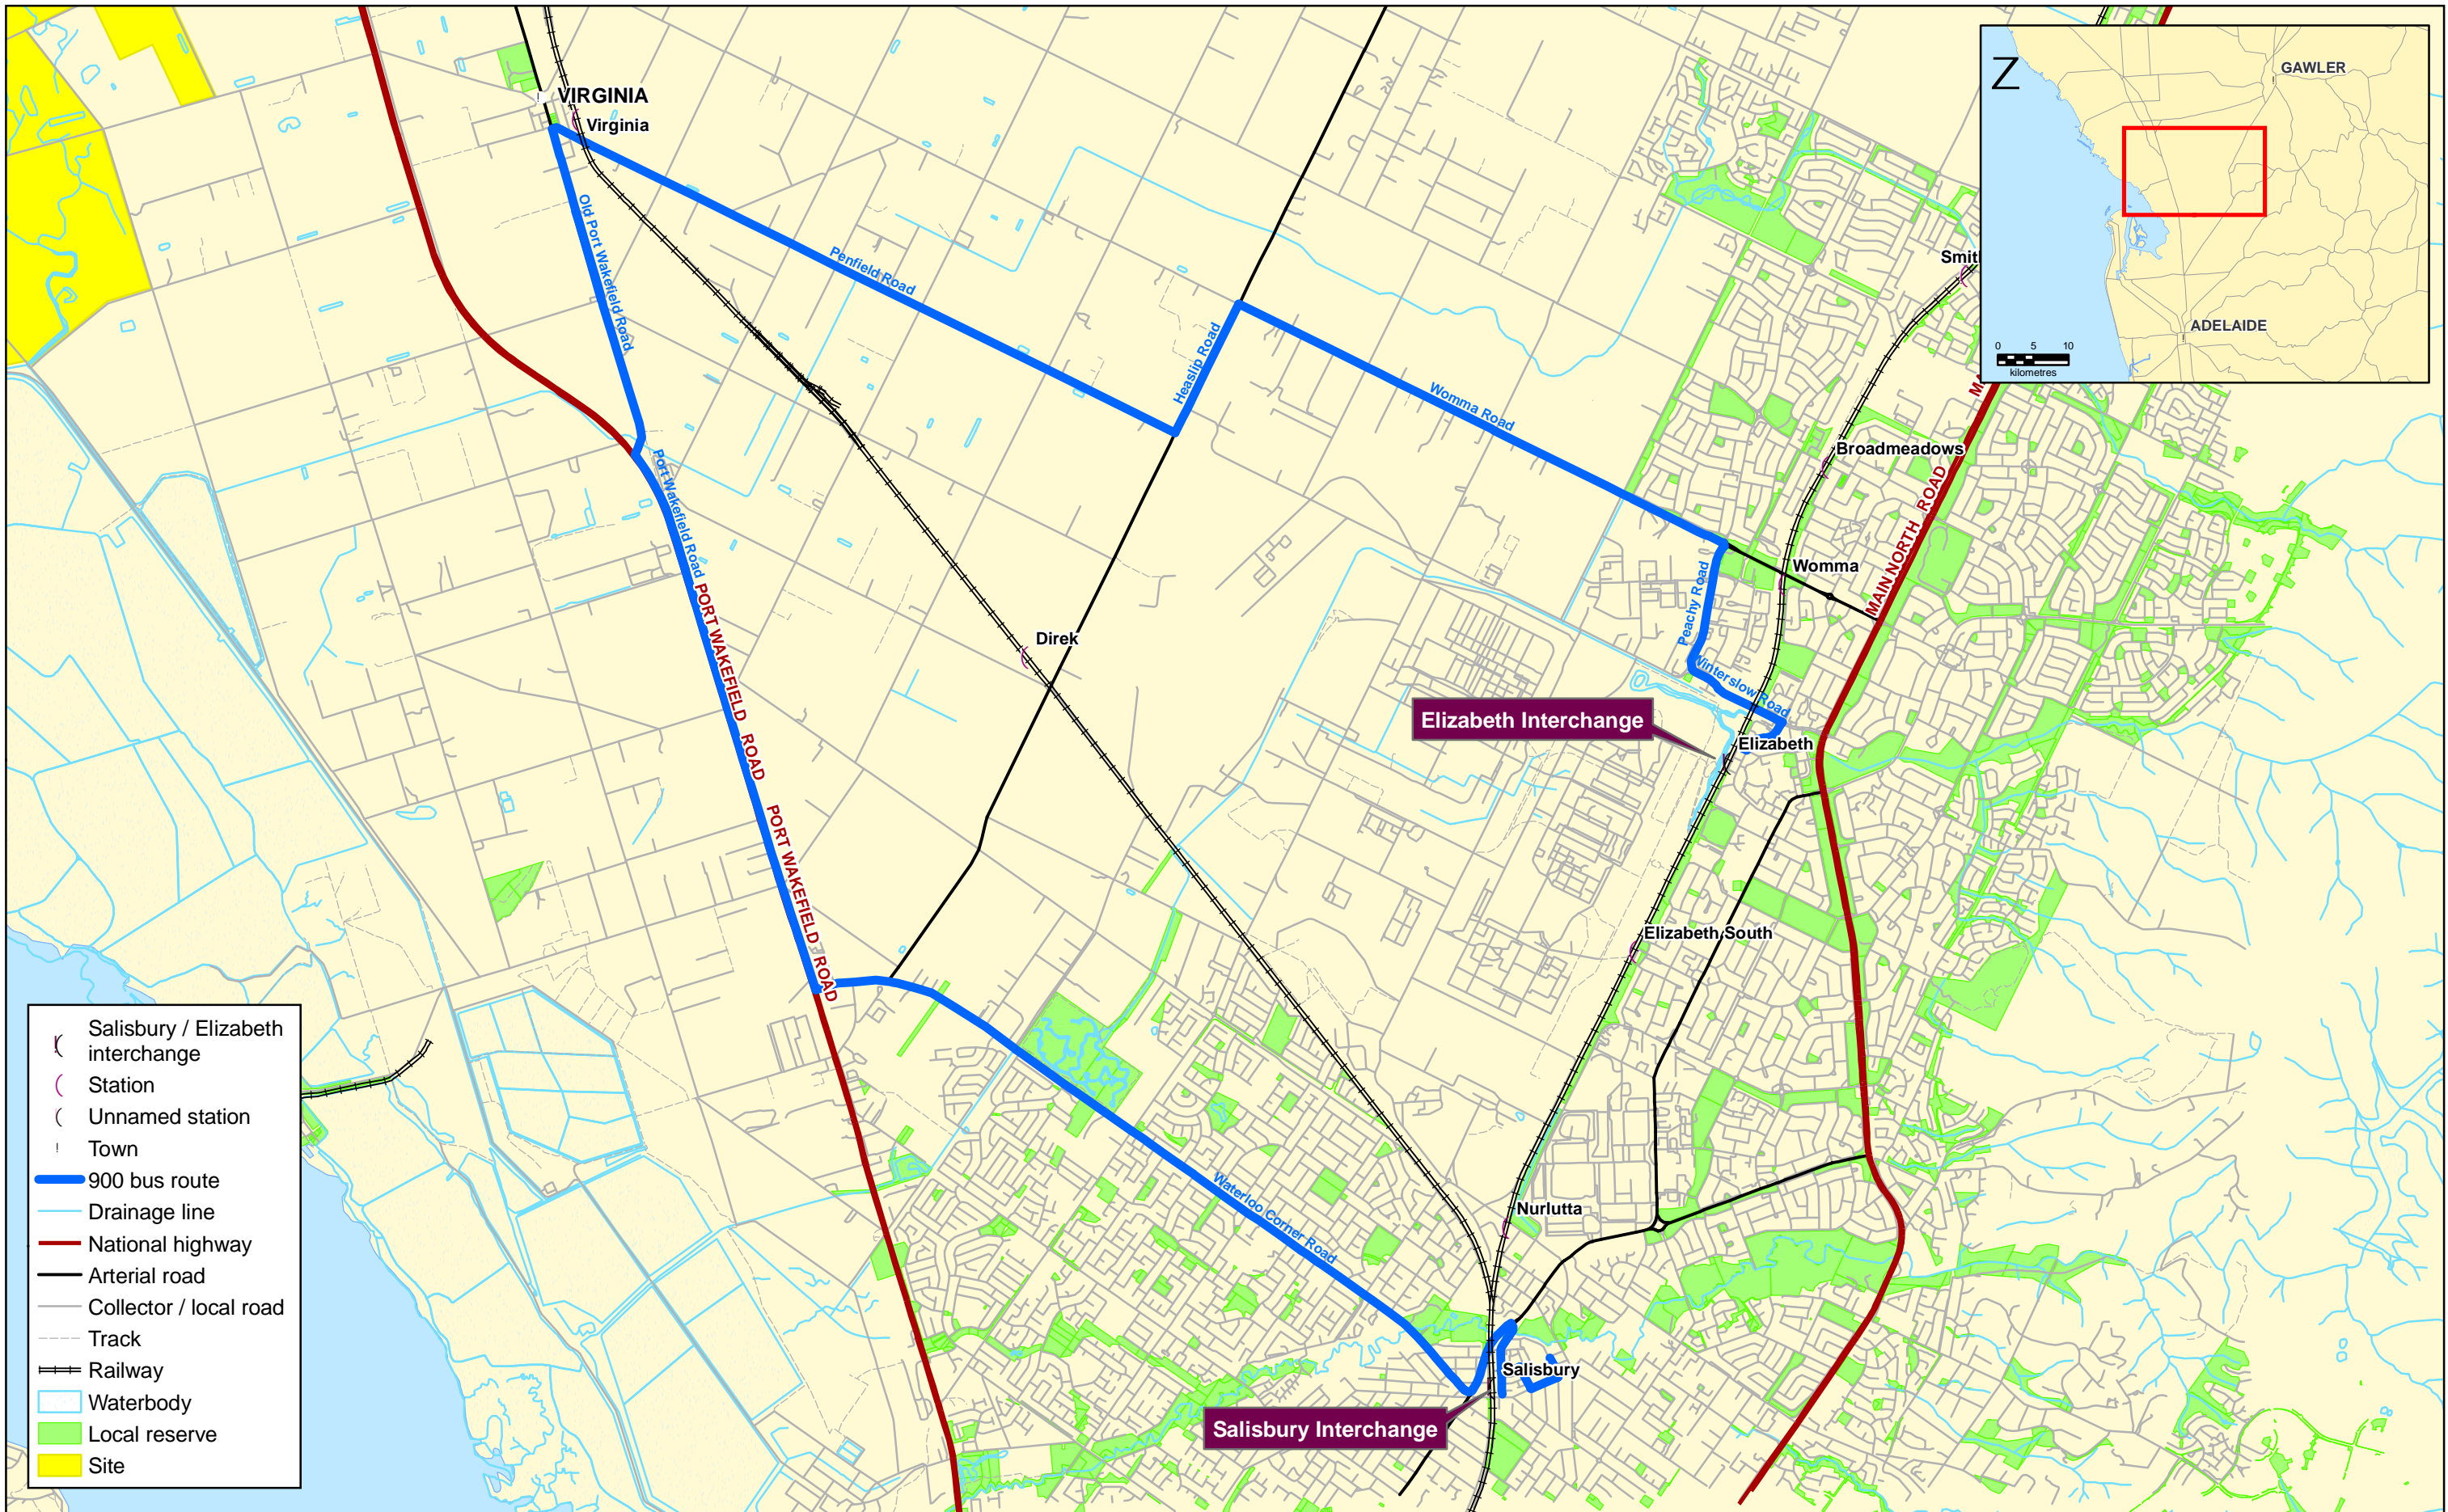 VIRGINIA
Virginia
Old Port Wakefield Road
Penfield Road
Heaslip Road
Womma Road
Port Wakefield Road
PORT WAKEFIELD ROAD
PORT WAKEFIELD ROAD
Direk
Broadmeadows
MAIN NORTH ROAD
Womma
Peachy Road
Winterslow Road
Elizabeth Interchange
Elizabeth
Elizabeth South
Nurlutta
Waterloo Corner Road
Salisbury
Salisbury Interchange
Smith
MA
Z
GAWLER
ADELAIDE
0 5 10
kilometres
Salisbury / Elizabeth
interchange
Station
Unnamed station
Town
900 bus route
Drainage line
National highway
Arterial road
Collector / local road
Track
Railway
Waterbody
Local reserve
Site